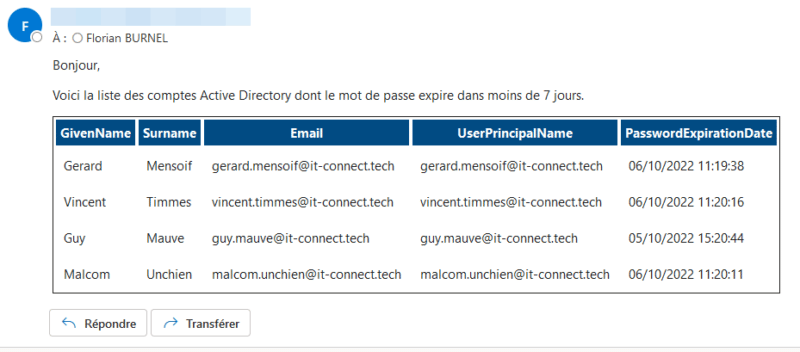 F
À : Florian BURNEL
Bonjour,
Voici la liste des comptes Active Directory dont le mot de passe expire dans moins de 7 jours.
GivenName Surname Email UserPrincipalName PasswordExpirationDate
Gerard Mensoif gerard.mensoif@it-connect.tech gerard.mensoif@it-connect.tech 06/10/2022 11:19:38
Vincent Timmes vincent.timmes@it-connect.tech vincent.timmes@it-connect.tech 06/10/2022 11:20:16
Guy Mauve guy.mauve@it-connect.tech guy.mauve@it-connect.tech 05/10/2022 15:20:44
Malcom Unchien malcom.unchien@it-connect.tech malcom.unchien@it-connect.tech 06/10/2022 11:20:11
Répondre Transférer